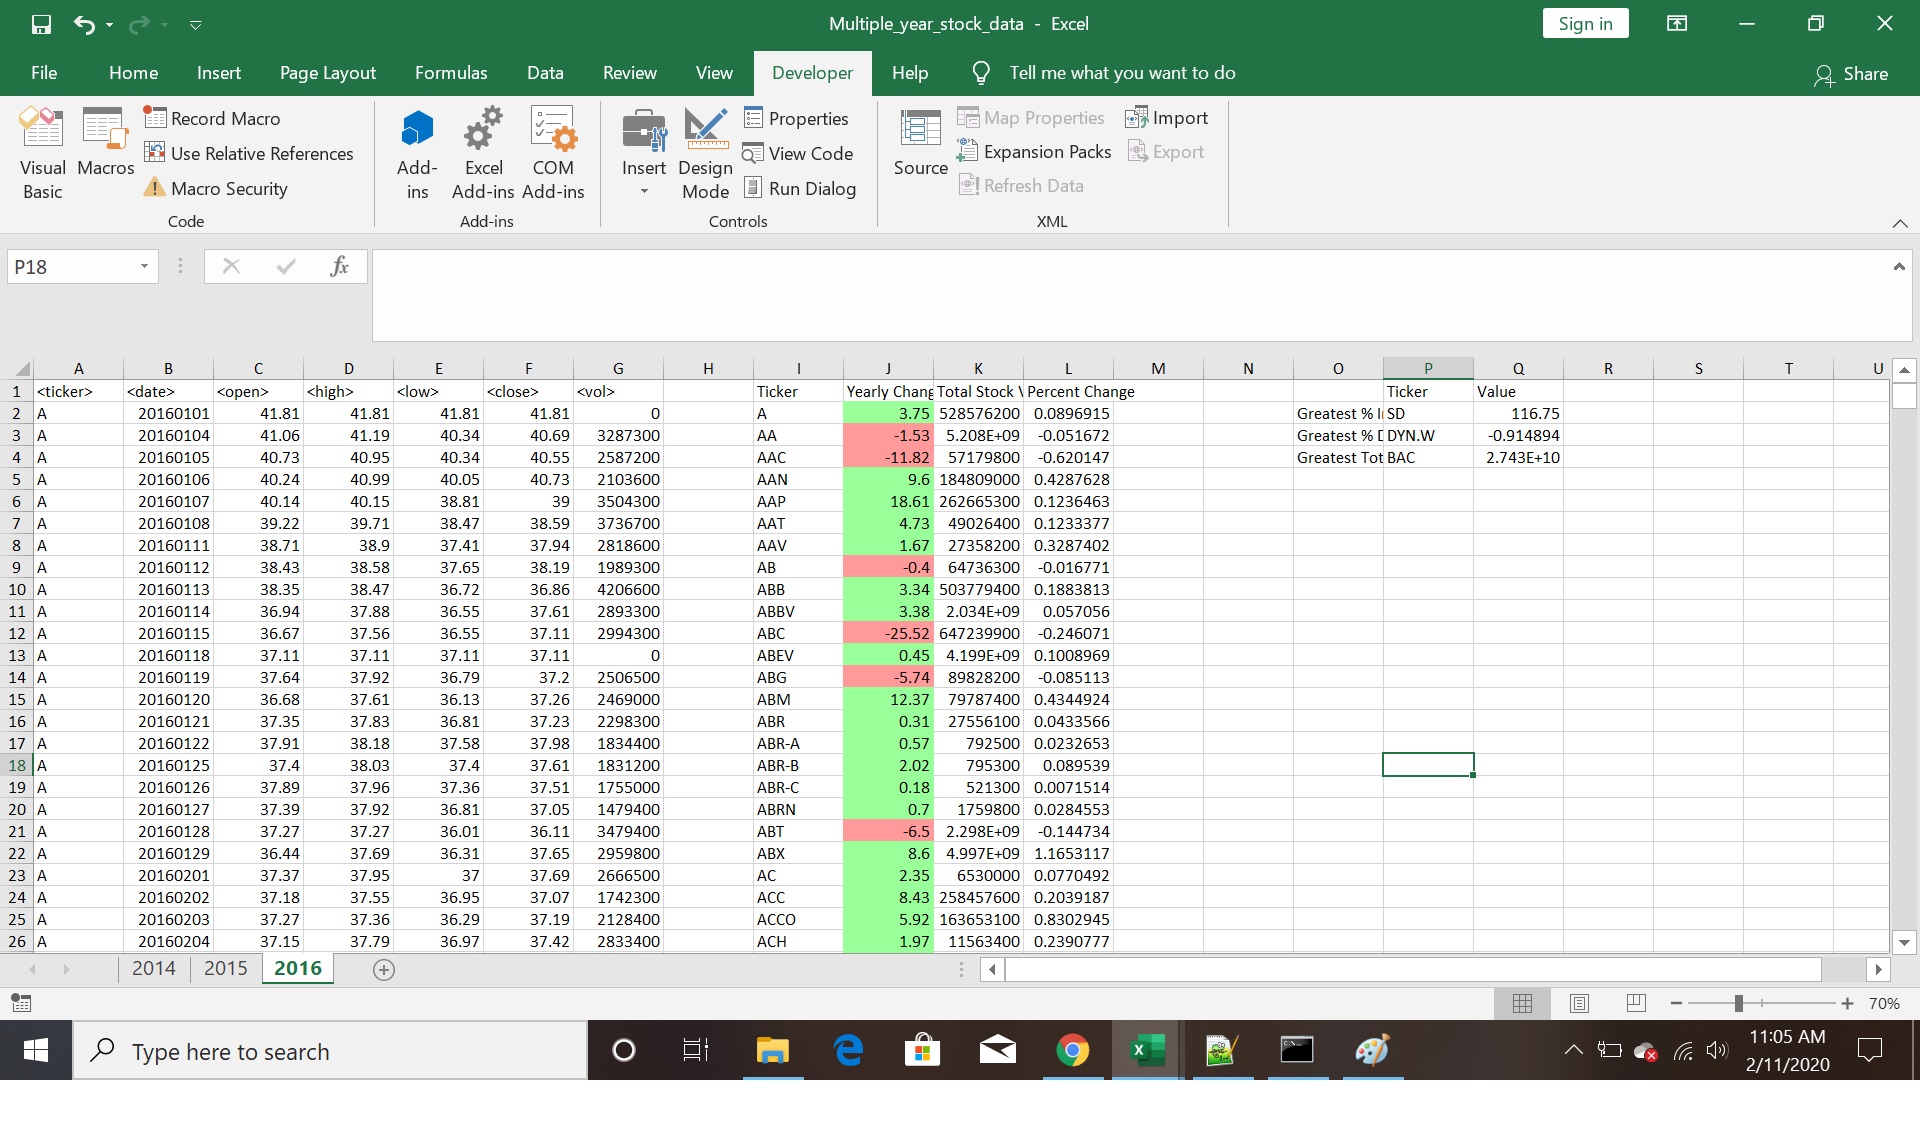 Multiple_year_stock_data - Excel
Sign in
File Home Insert Page Layout Formulas Data Review View Developer Help Tell me what you want to do Share
Visual Basic
Macros
Record Macro
Use Relative References
Macro Security
Code
Add-ins
Excel Add-ins
COM Add-ins
Add-ins
Insert
Design Mode
Properties
View Code
Run Dialog
Controls
Source
Map Properties
Expansion Packs
Refresh Data
Import
Export
XML
P18
fx
A B C D E F G H I J K L M N O P Q R S T U
1 <ticker> <date> <open> <high> <low> <close> <vol> Ticker Yearly Chang Total Stock V Percent Change Ticker Value
2 A 20160101 41.81 41.81 41.81 41.81 0 A 3.75 528576200 0.0896915 Greatest % I SD 116.75
3 A 20160104 41.06 41.19 40.34 40.69 3287300 AA -1.53 5.208E+09 -0.051672 Greatest % D DYN.W -0.914894
4 A 20160105 40.73 40.95 40.34 40.55 2587200 AAC -11.82 57179800 -0.620147 Greatest Tot BAC 2.743E+10
5 A 20160106 40.24 40.99 40.05 40.73 2103600 AAN 9.6 184809000 0.4287628
6 A 20160107 40.14 40.15 38.81 39 3504300 AAP 18.61 262665300 0.1236463
7 A 20160108 39.22 39.71 38.47 38.59 3736700 AAT 4.73 49026400 0.1233377
8 A 20160111 38.71 38.9 37.41 37.94 2818600 AAV 1.67 27358200 0.3287402
9 A 20160112 38.43 38.58 37.65 38.19 1989300 AB -0.4 64736300 -0.016771
10 A 20160113 38.35 38.47 36.72 36.86 4206600 ABB 3.34 503779400 0.1883813
11 A 20160114 36.94 37.88 36.55 37.61 2893300 ABBV 3.38 2.034E+09 0.057056
12 A 20160115 36.67 37.56 36.55 37.11 2994300 ABC -25.52 647239900 -0.246071
13 A 20160118 37.11 37.11 37.11 37.11 0 ABEV 0.45 4.199E+09 0.1008969
14 A 20160119 37.64 37.92 36.79 37.2 2506500 ABG -5.74 89828200 -0.085113
15 A 20160120 36.68 37.61 36.13 37.26 2469000 ABM 12.37 79787400 0.4344924
16 A 20160121 37.35 37.83 36.81 37.23 2298300 ABR 0.31 27556100 0.0433566
17 A 20160122 37.91 38.18 37.58 37.98 1834400 ABR-A 0.57 792500 0.0232653
18 A 20160125 37.4 38.03 37.4 37.61 1831200 ABR-B 2.02 795300 0.089539
19 A 20160126 37.89 37.96 37.36 37.51 1755000 ABR-C 0.18 521300 0.0071514
20 A 20160127 37.39 37.92 36.81 37.05 1479400 ABRN 0.7 1759800 0.0284553
21 A 20160128 37.27 37.27 36.01 36.11 3479400 ABT -6.5 2.298E+09 -0.144734
22 A 20160129 36.44 37.69 36.31 37.65 2959800 ABX 8.6 4.997E+09 1.1653117
23 A 20160201 37.37 37.95 37 37.69 2666500 AC 2.35 6530000 0.0770492
24 A 20160202 37.18 37.55 36.95 37.07 1742300 ACC 8.43 258457600 0.2039187
25 A 20160203 37.27 37.36 36.29 37.19 2128400 ACCO 5.92 163653100 0.8302945
26 A 20160204 37.15 37.79 36.97 37.42 2833400 ACH 1.97 11563400 0.2390777
2014 2015 2016
70%
Type here to search
11:05 AM
2/11/2020